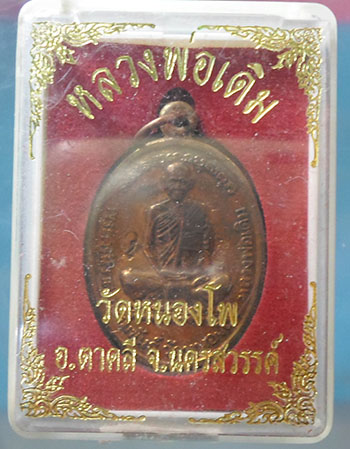 หลวงพ่อเดิม
วัดหนองโพ
อ.ตาคลี จ.นครสวรรค์